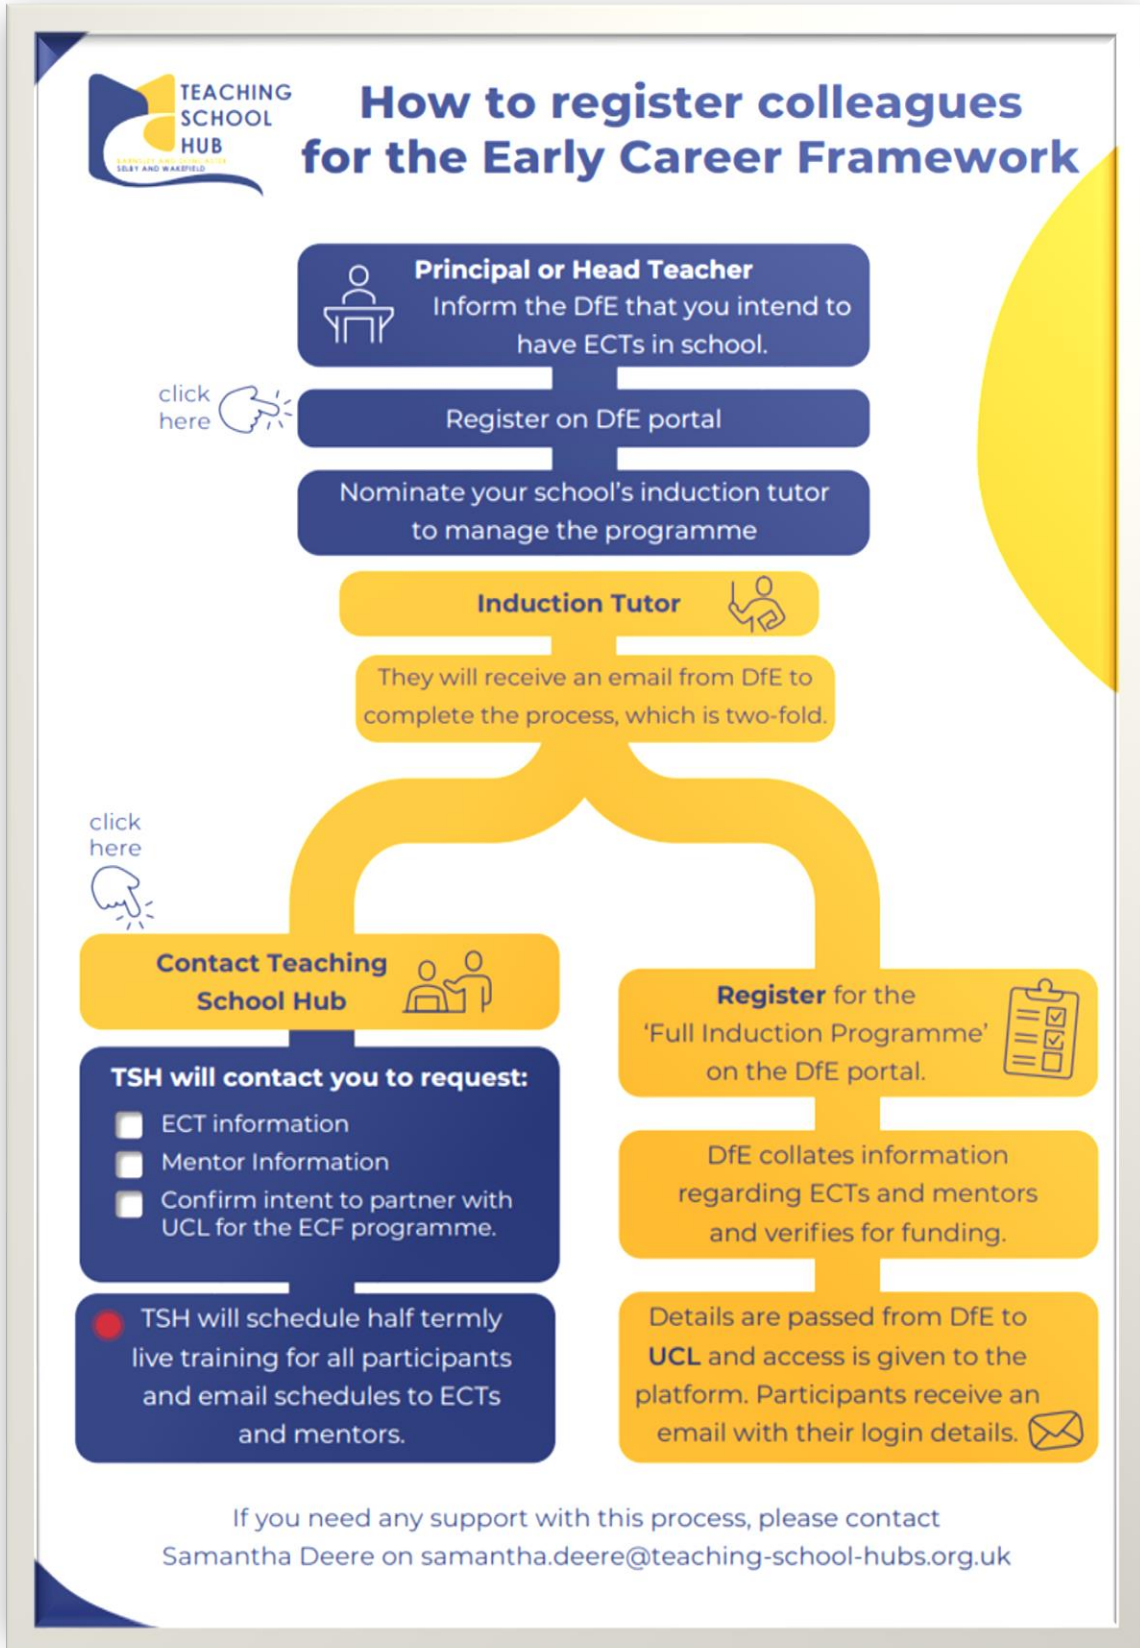 TEACHING
SCHOOL
HUB
BARNSLEY AND DONCASTER
SELBY AND WAKEFIELD
How to register colleagues
for the Early Career Framework
Principal or Head Teacher
Inform the DfE that you intend to
have ECTs in school.
click
here
Register on DfE portal
Nominate your school's induction tutor
to manage the programme
Induction Tutor
They will receive an email from DfE to
complete the process, which is two-fold.
click
here
Contact Teaching
School Hub
TSH will contact you to request:
ECT information
Mentor Information
Confirm intent to partner with
UCL for the ECF programme.
TSH will schedule half termly
live training for all participants
and email schedules to ECTs
and mentors.
Register for the
‘Full Induction Programme’
on the DfE portal.
DfE collates information
regarding ECTs and mentors
and verifies for funding.
Details are passed from DfE to
UCL and access is given to the
platform. Participants receive an
email with their login details.
If you need any support with this process, please contact
Samantha Deere on samantha.deere@teaching-school-hubs.org.uk